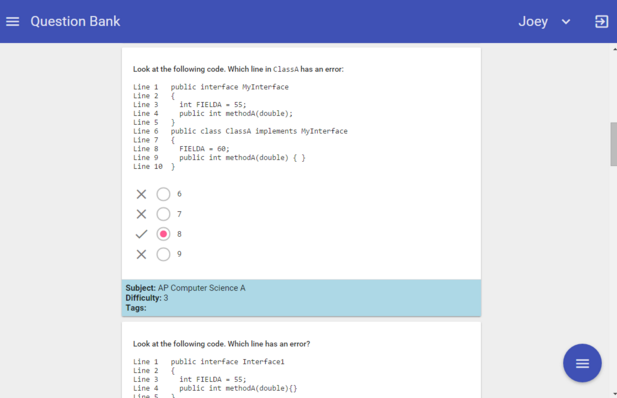 Question Bank
Joey
Look at the following code. Which line in ClassA has an error:
Line 1 public interface MyInterface
Line 2 {
Line 3 int FIELDA = 55;
Line 4 public int methodA(double);
Line 5 }
Line 6 public class ClassA implements MyInterface
Line 7 {
Line 8 FIELDA = 60;
Line 9 public int methodA(double) { }
Line 10 }
6
7
8
9
Subject: AP Computer Science A
Difficulty: 3
Tags:
Look at the following code. Which line has an error?
Line 1 public interface Interface1
Line 2 {
Line 3 int FIELDA = 55;
Line 4 public int methodA(double){}
Line 5 }